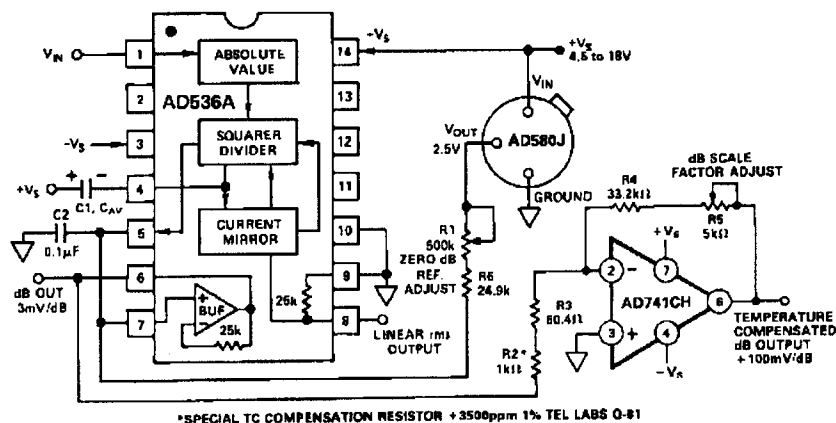 V_IN
1
ABSOLUTE
VALUE
14
+V_S
+V_S
4.5 to 18V
V_IN
2
AD536A
13
V_OUT
2.5V
AD580J
-V_S
3
SQUARER
DIVIDER
12
dB SCALE
FACTOR ADJUST
+V_S
+ -
C1, C_AV
4
11
GROUND
R4
33.2kΩ
R5
5kΩ
C2
0.1μF
5
CURRENT
MIRROR
10
R1
500k
ZERO dB
REF.
ADJUST
+V_S
dB OUT
3mV/dB
6
9
R6
24.9k
2
-
7
AD741CH
6
7
+
BUF
-
25k
25k
8
LINEAR rms
OUTPUT
R3
60.4Ω
3
+
4
-V_S
TEMPERATURE
COMPENSATED
dB OUTPUT
+100mV/dB
R2*
1kΩ
*SPECIAL TC COMPENSATION RESISTOR +3500ppm 1% TEL LABS Q-81